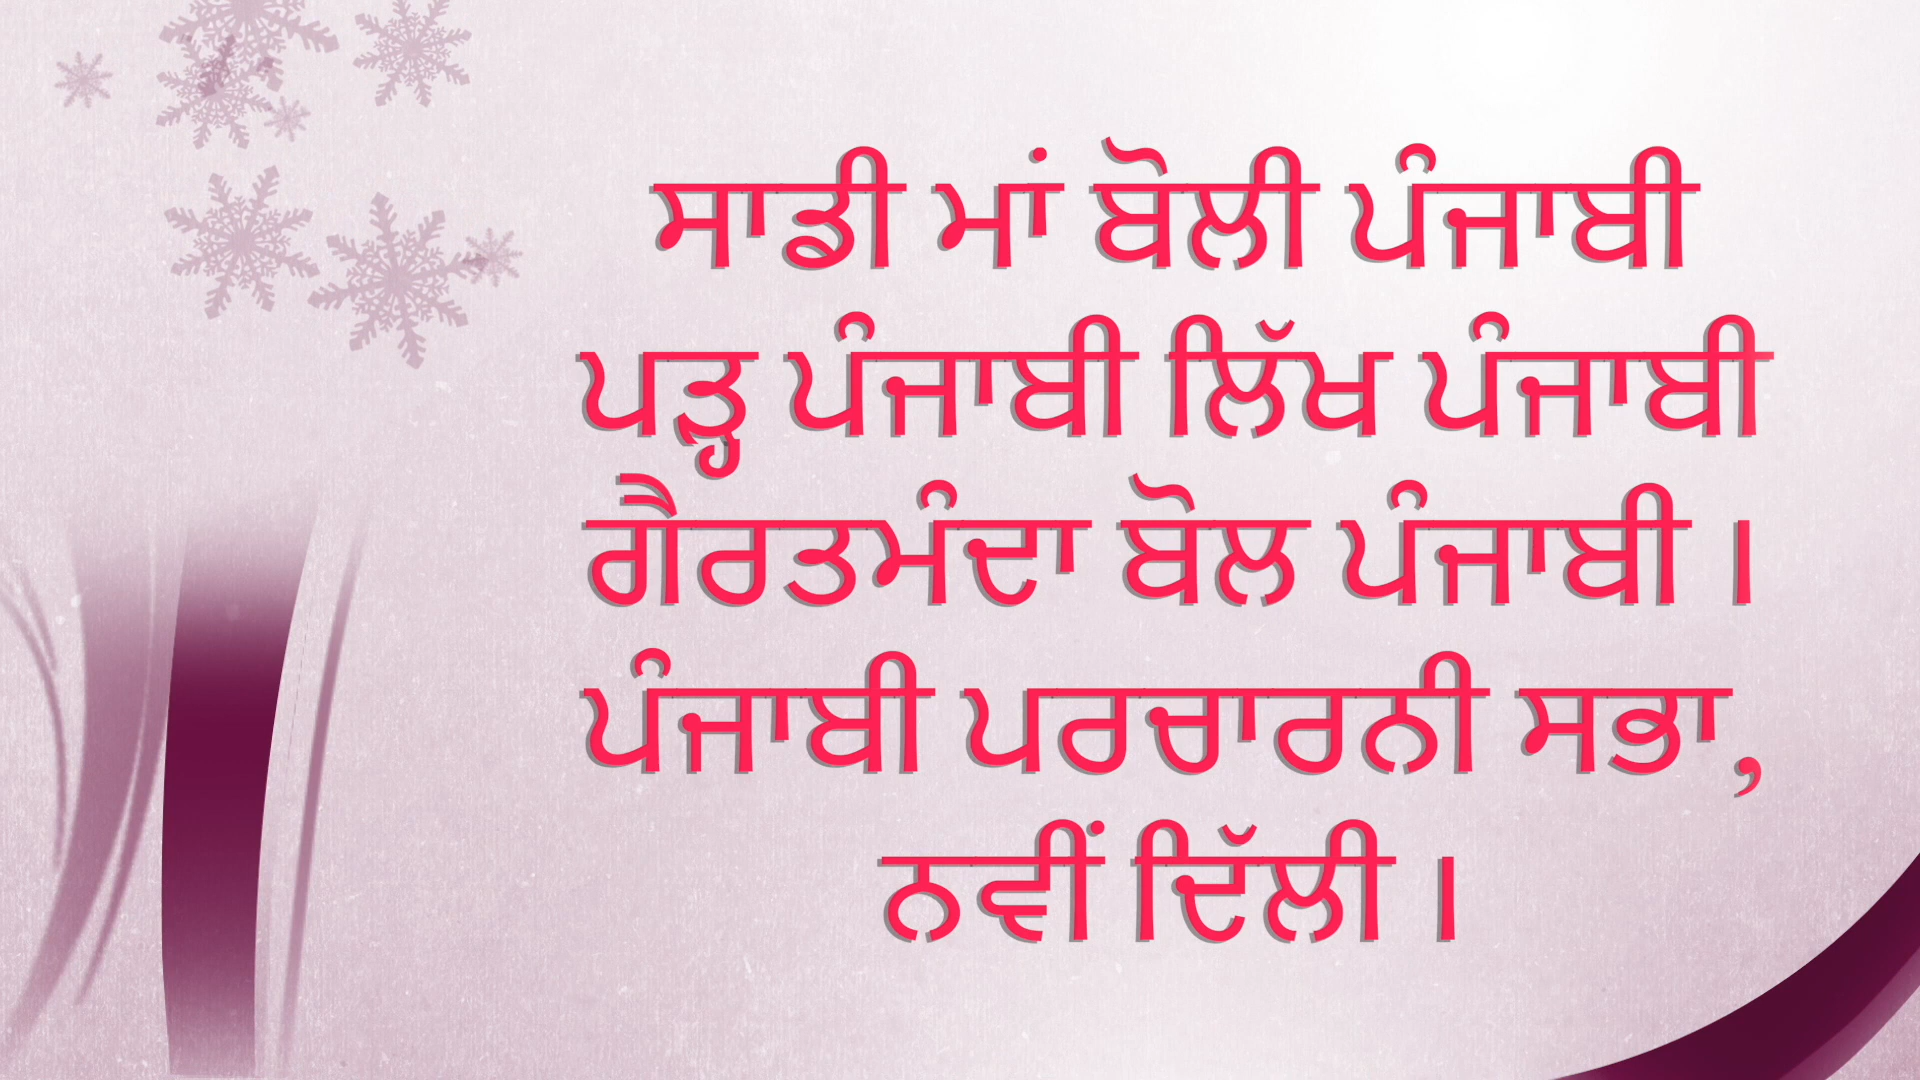 ਸਾਡੀ ਮਾਂ ਬੋਲੀ ਪੰਜਾਬੀ
ਪੜ੍ਹ ਪੰਜਾਬੀ ਲਿੱਖ ਪੰਜਾਬੀ
ਗੈਰਤਮੰਦਾ ਬੋਲ ਪੰਜਾਬੀ ।
ਪੰਜਾਬੀ ਪਰਚਾਰਨੀ ਸਭਾ,
ਨਵੀਂ ਦਿੱਲੀ ।